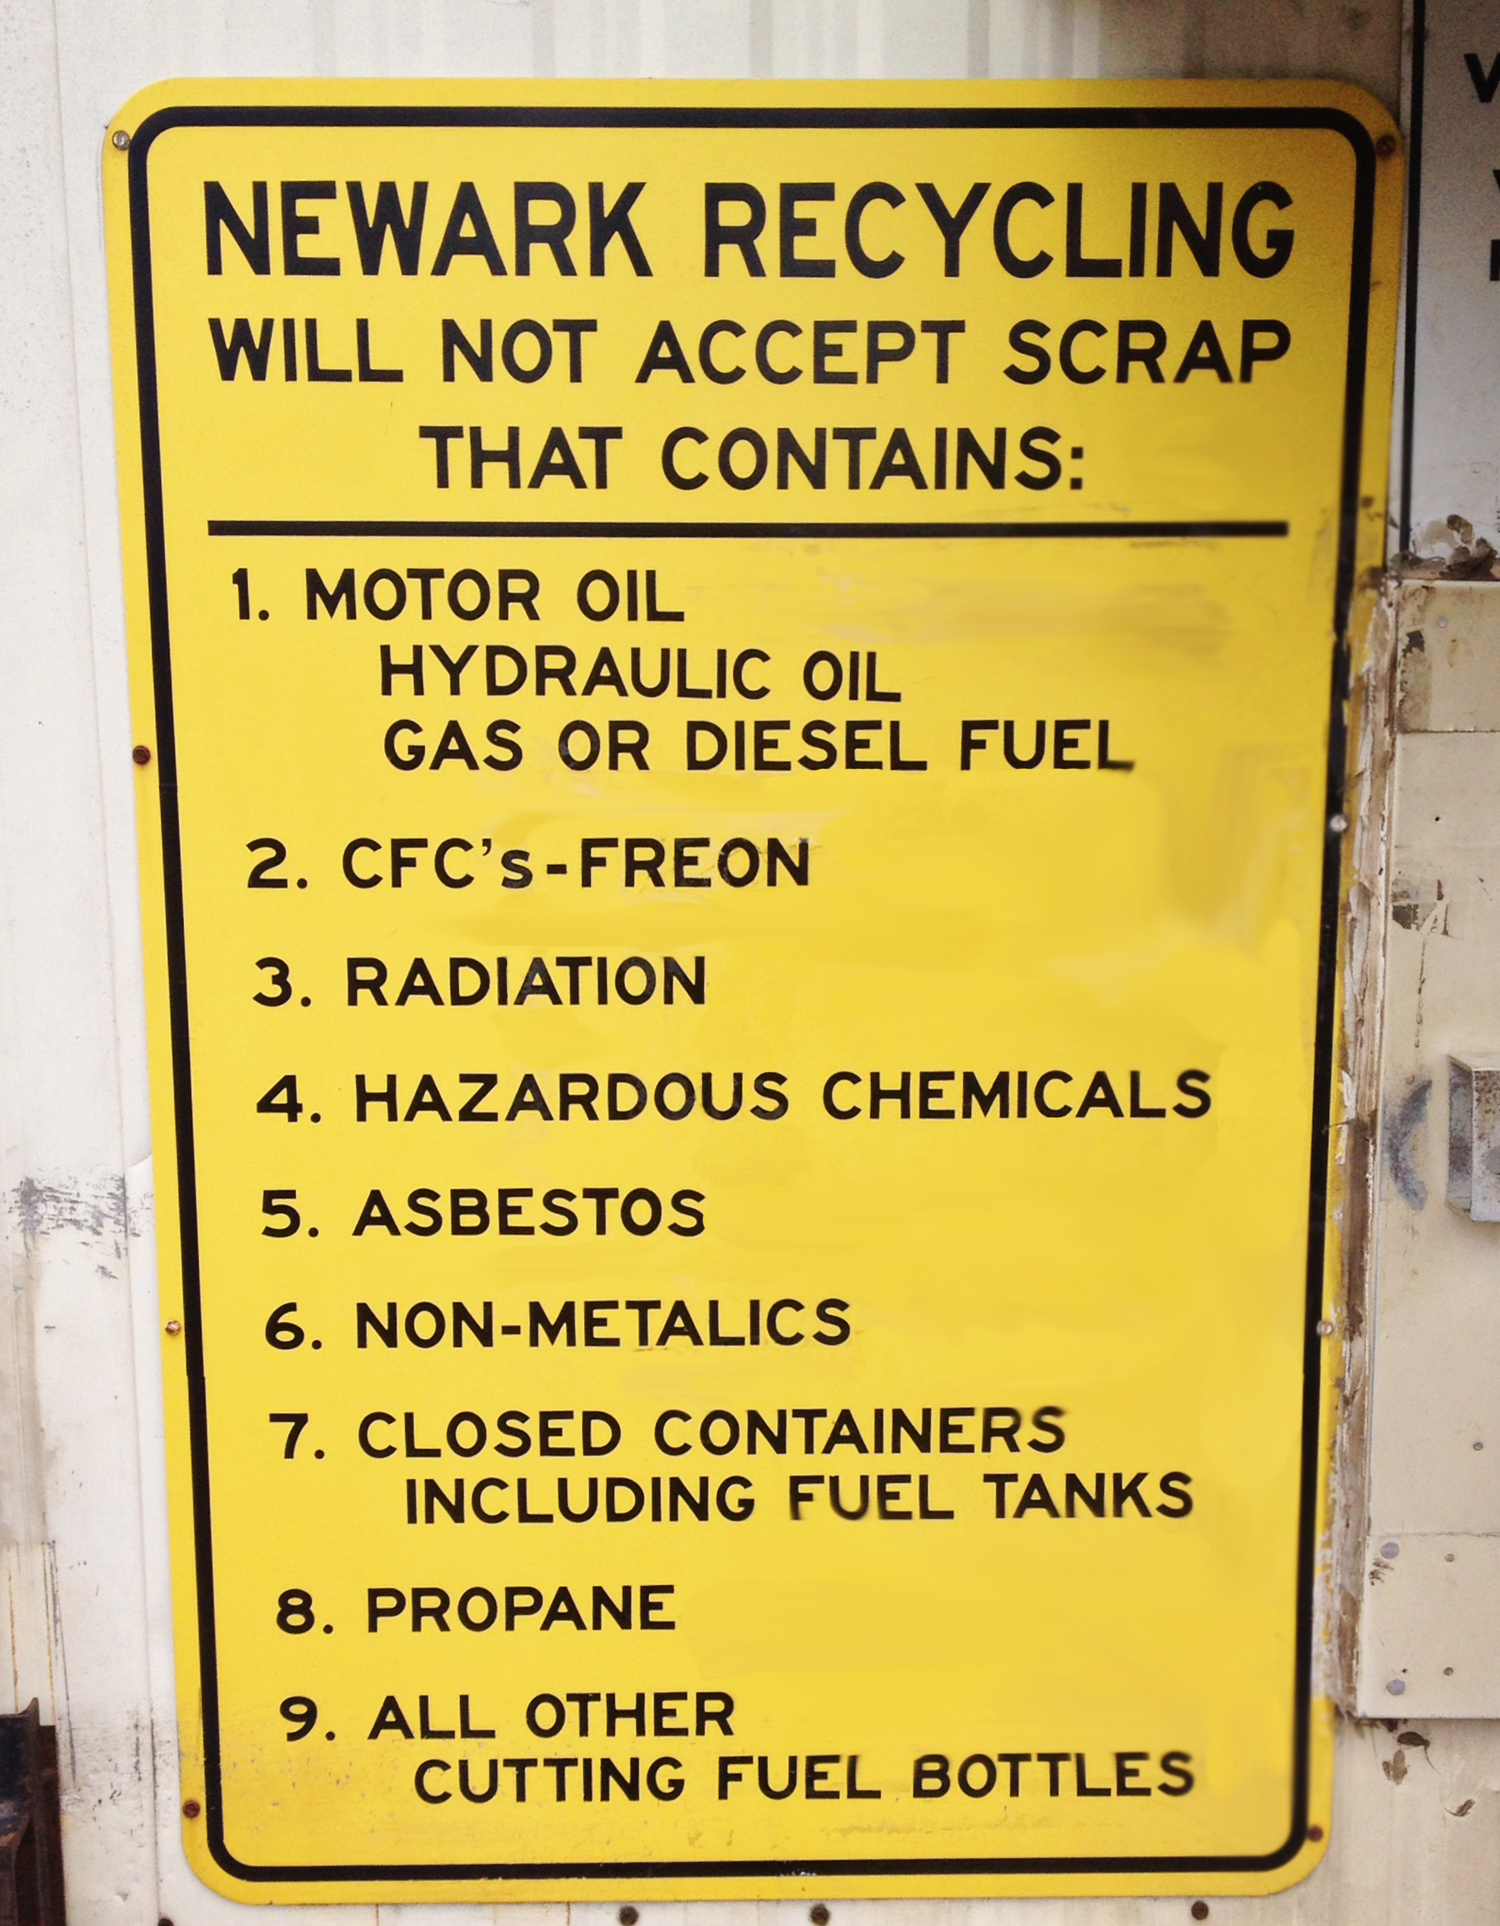 NEWARK RECYCLING
WILL NOT ACCEPT SCRAP
THAT CONTAINS:
1. MOTOR OIL
HYDRAULIC OIL
GAS OR DIESEL FUEL
2. CFC's-FREON
3. RADIATION
4. HAZARDOUS CHEMICALS
5. ASBESTOS
6. NON-METALICS
7. CLOSED CONTAINERS
INCLUDING FUEL TANKS
8. PROPANE
9. ALL OTHER
CUTTING FUEL BOTTLES